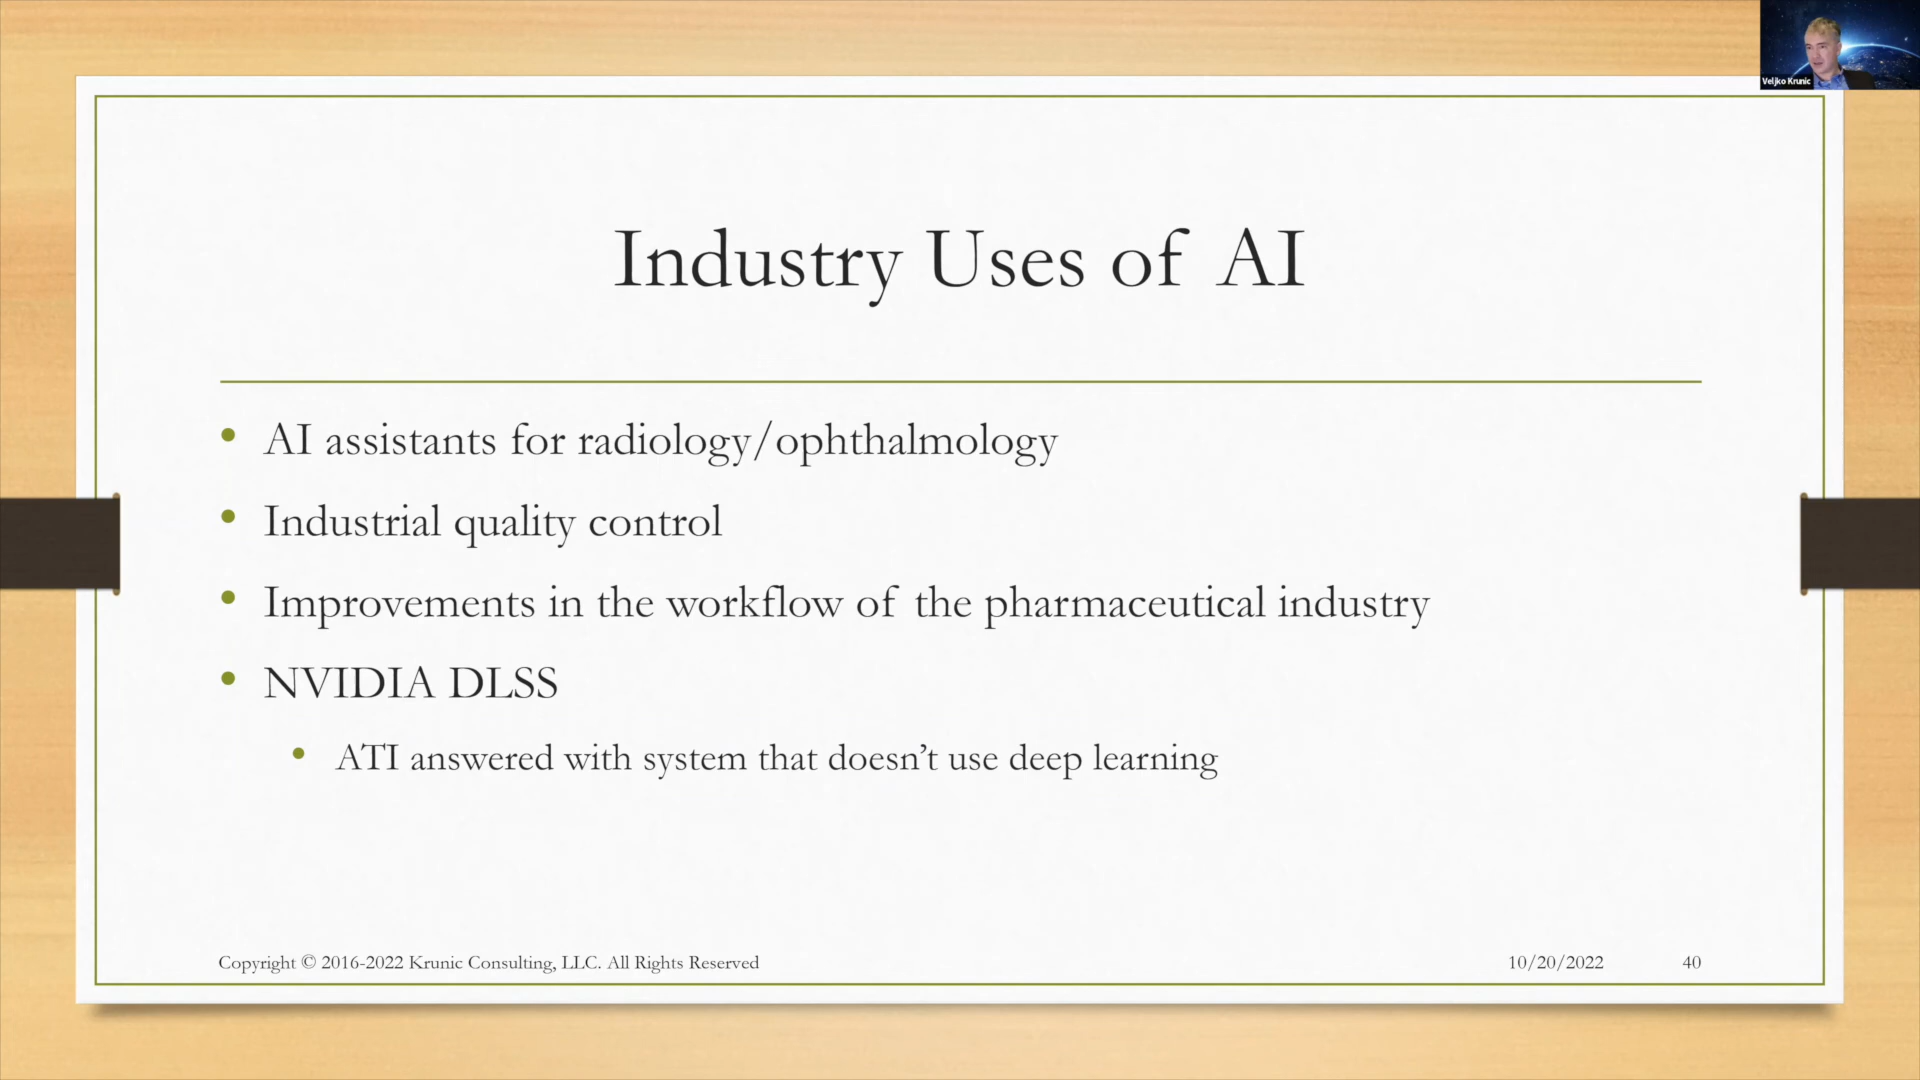 Veljko Krunic
Industry Uses of AI
• AI assistants for radiology/ophthalmology
• Industrial quality control
• Improvements in the workflow of the pharmaceutical industry
• NVIDIA DLSS
• ATI answered with system that doesn’t use deep learning
Copyright © 2016-2022 Krunic Consulting, LLC. All Rights Reserved
10/20/2022
40